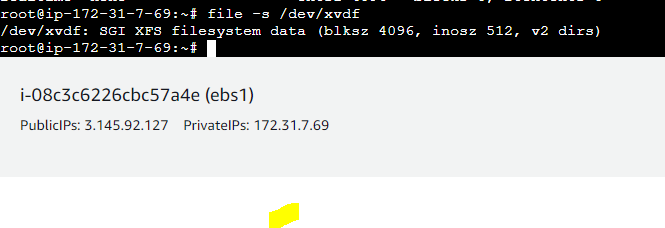 root@ip-172-31-7-69:~# file -s /dev/xvdf
/dev/xvdf: SGI XFS filesystem data (blksz 4096, inosz 512, v2 dirs)
root@ip-172-31-7-69:~#
i-08c3c6226cbc57a4e (ebs1)
PublicIPs: 3.145.92.127 PrivateIPs: 172.31.7.69